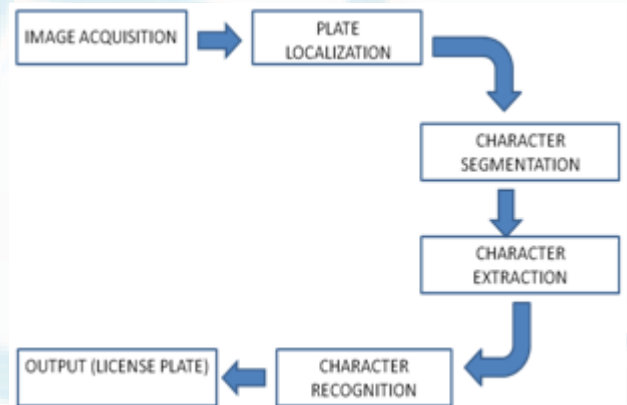 IMAGE ACQUISITION
PLATE
LOCALIZATION
CHARACTER
SEGMENTATION
CHARACTER
EXTRACTION
CHARACTER
RECOGNITION
OUTPUT (LICENSE PLATE)